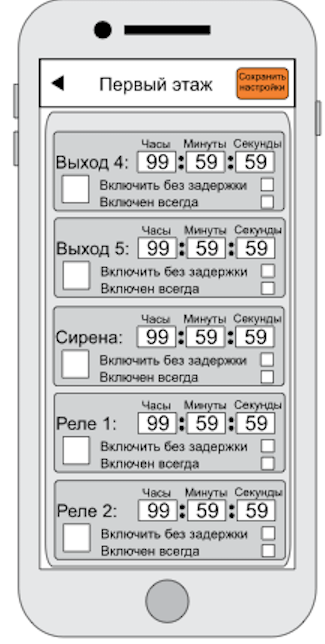 Первый этаж
Сохранить
настройки
Часы Минуты Секунды
Выход 4: 99 : 59 : 59
Включить без задержки
Включен всегда
Часы Минуты Секунды
Выход 5: 99 : 59 : 59
Включить без задержки
Включен всегда
Часы Минуты Секунды
Сирена: 99 : 59 : 59
Включить без задержки
Включен всегда
Часы Минуты Секунды
Реле 1: 99 : 59 : 59
Включить без задержки
Включен всегда
Часы Минуты Секунды
Реле 2: 99 : 59 : 59
Включить без задержки
Включен всегда